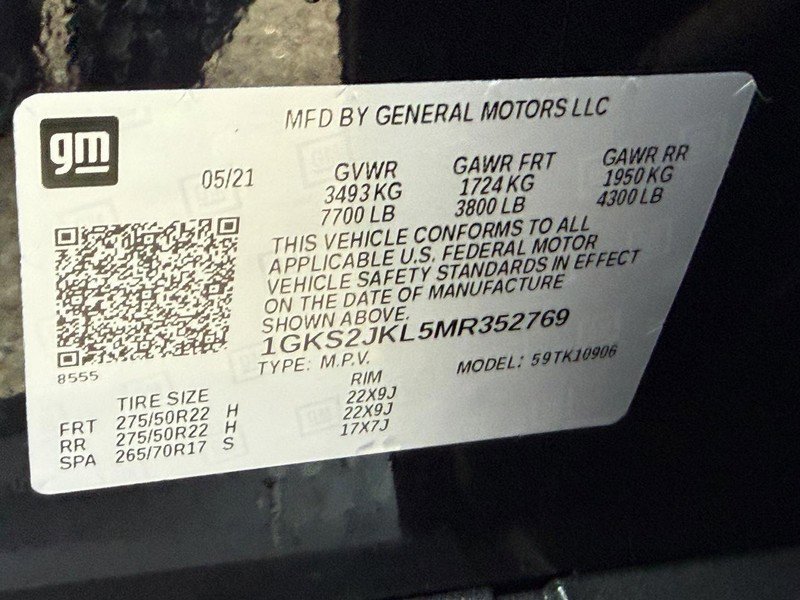 gm
MFD BY GENERAL MOTORS LLC
05/21 GVWR GAWR FRT GAWR RR
3493 KG 1724 KG 1950 KG
7700 LB 3800 LB 4300 LB
THIS VEHICLE CONFORMS TO ALL
APPLICABLE U.S. FEDERAL MOTOR
VEHICLE SAFETY STANDARDS IN EFFECT
ON THE DATE OF MANUFACTURE
SHOWN ABOVE.
1GKS2JKL5MR352769
TYPE: M.P.V. MODEL: 59TK10906
8555
TIRE SIZE RIM
FRT 275/50R22 H 22X9J
RR 275/50R22 H 22X9J
SPA 265/70R17 S 17X7J